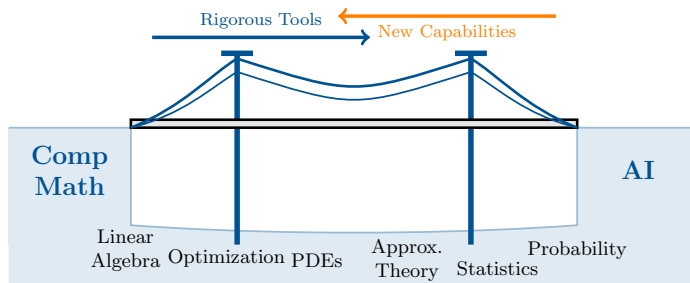 Rigorous Tools
New Capabilities
Comp
Math
AI
Linear
Algebra
Optimization
PDEs
Approx.
Theory
Statistics
Probability